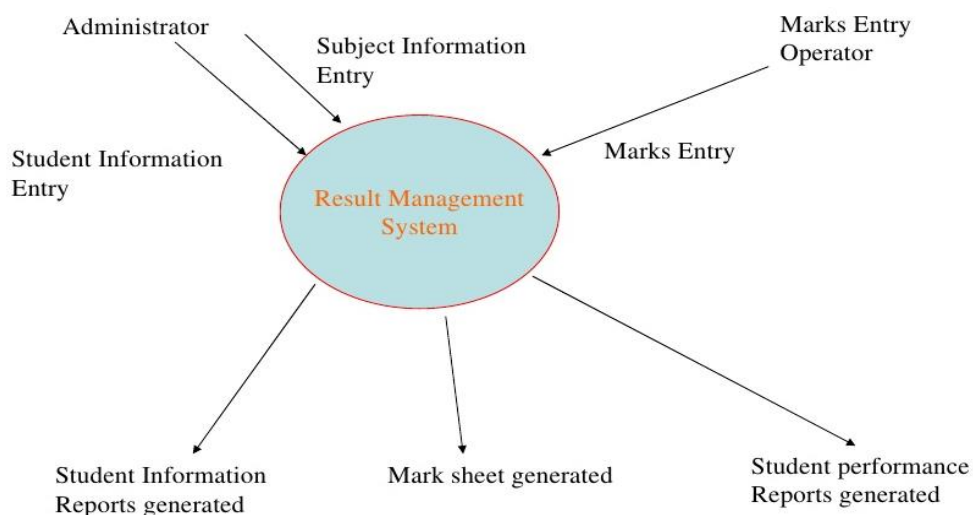 Administrator
Subject Information
Entry
Marks Entry
Operator
Student Information
Entry
Marks Entry
Result Management
System
Student Information
Reports generated
Mark sheet generated
Student performance
Reports generated